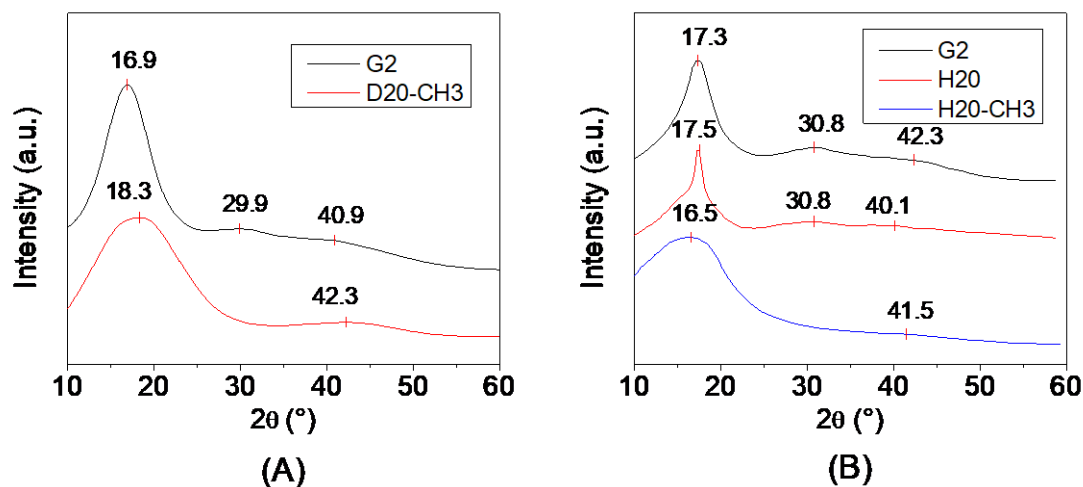 16.9
G2
D20-CH3
18.3
29.9
40.9
42.3
Intensity (a.u.)
10 20 30 40 50 60
2θ (°)
(A)
17.3
G2
H20
H20-CH3
17.5
30.8
42.3
16.5
30.8
40.1
41.5
Intensity (a.u.)
10 20 30 40 50 60
2θ (°)
(B)